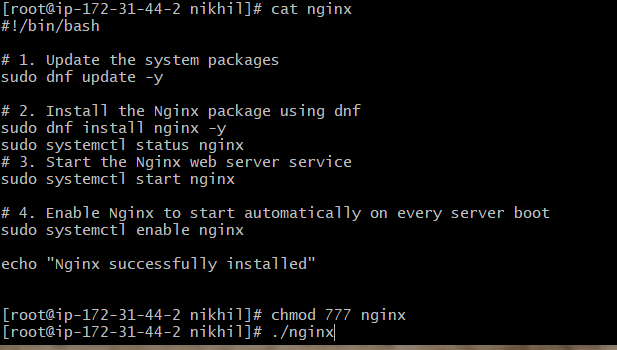 [root@ip-172-31-44-2 nikhil]# cat nginx
#!/bin/bash
# 1. Update the system packages
sudo dnf update -y
# 2. Install the Nginx package using dnf
sudo dnf install nginx -y
sudo systemctl status nginx
# 3. Start the Nginx web server service
sudo systemctl start nginx
# 4. Enable Nginx to start automatically on every server boot
sudo systemctl enable nginx
echo "Nginx successfully installed"
[root@ip-172-31-44-2 nikhil]# chmod 777 nginx
[root@ip-172-31-44-2 nikhil]# ./nginx